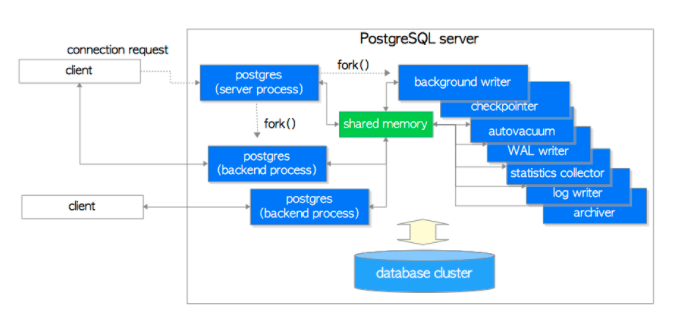 PostgreSQL server
connection request
client
postgres
(server process)
fork()
fork()
background writer
checkpointer
shared memory
autovacuum
WAL writer
statistics collector
log writer
archiver
postgres
(backend process)
client
postgres
(backend process)
database cluster